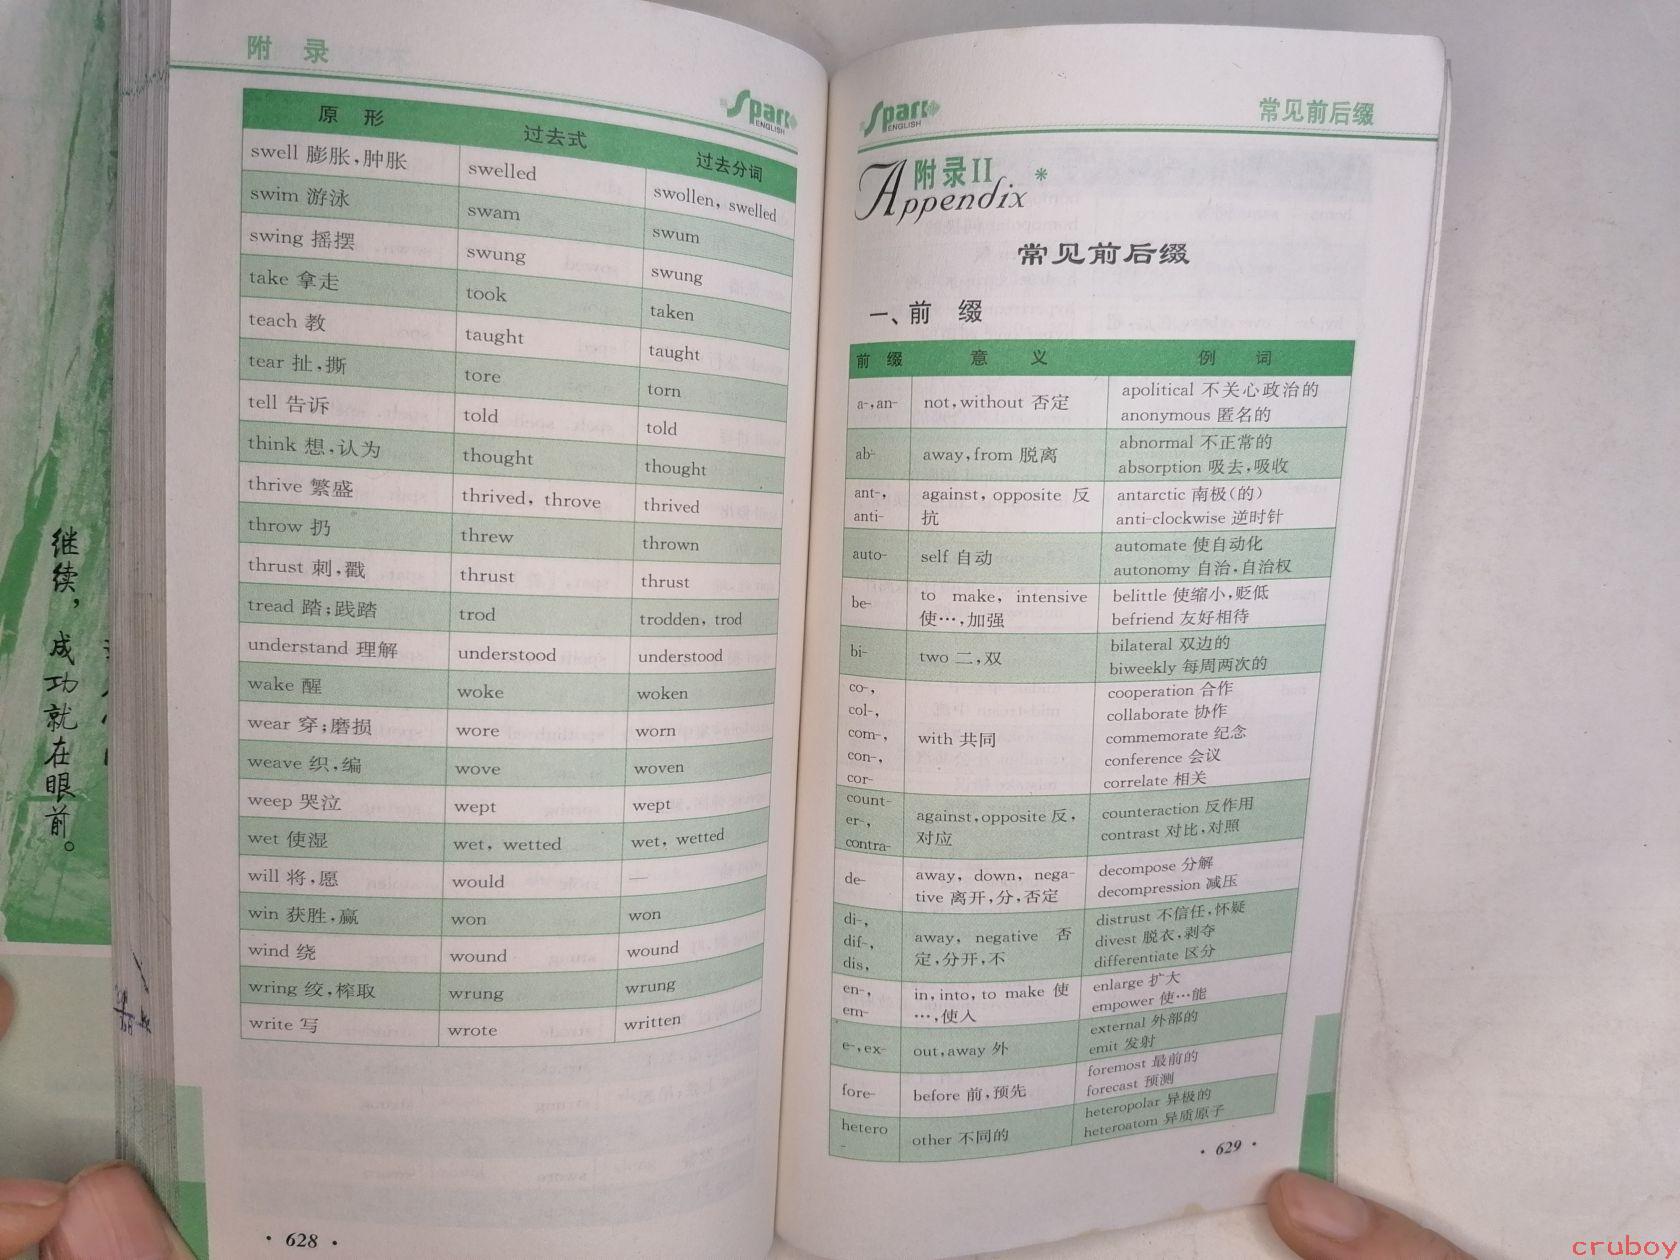 附 录
Spark
ENGLISH
原 形 过去式 过去分词
swell 膨胀,肿胀 swelled swollen, swelled
swim 游泳 swam swum
swing 摇摆 swung swung
take 拿走 took taken
teach 教 taught taught
tear 扯,撕 tore torn
tell 告诉 told told
think 想,认为 thought thought
thrive 繁盛 thrived, throve thrived
throw 扔 threw thrown
thrust 刺,戳 thrust thrust
tread 踏;践踏 trod trodden, trod
understand 理解 understood understood
wake 醒 woke woken
wear 穿;磨损 wore worn
weave 织,编 wove woven
weep 哭泣 wept wept
wet 使湿 wet, wetted wet, wetted
will 将,愿 would —
win 获胜,赢 won won
wind 绕 wound wound
wring 绞,榨取 wrung wrung
write 写 wrote written
· 628 ·
Spark
ENGLISH
常见前后缀
附录II *
Appendix
常见前后缀
一、前 缀
前 缀 意 义 例 词
a-,an- not,without 否定 apolitical 不关心政治的
anonymous 匿名的
ab- away,from 脱离 abnormal 不正常的
absorption 吸去,吸收
ant-, against, opposite 反 antarctic 南极(的)
anti- 抗 anti-clockwise 逆时针
auto- self 自动 automate 使自动化
autonomy 自治,自治权
be- to make, intensive belittle 使缩小,贬低
使…,加强 befriend 友好相待
bi- two 二,双 bilateral 双边的
biweekly 每周两次的
co-, cooperation 合作
col-, collaborate 协作
com-, with 共同 commemorate 纪念
con-, conference 会议
cor- correlate 相关
count- against,opposite 反, counteraction 反作用
er-, 对应 contrast 对比,对照
contra-
de- away, down, nega- decompose 分解
tive 离开,分,否定 decompression 减压
di-, away, negative 否 distrust 不信任,怀疑
dif-, 定,分开,不 divest 脱衣,剥夺
dis, differentiate 区分
en-, in,into, to make 使 enlarge 扩大
em- …,使入 empower 使…能
e-,ex- out,away 外 external 外部的
emit 发射
fore- before 前,预先 foremost 最前的
forecast 预测
hetero other 不同的 heteropolar 异极的
- heteroatom 异质原子
· 629 ·
继续，成功就在眼前。
cruboy